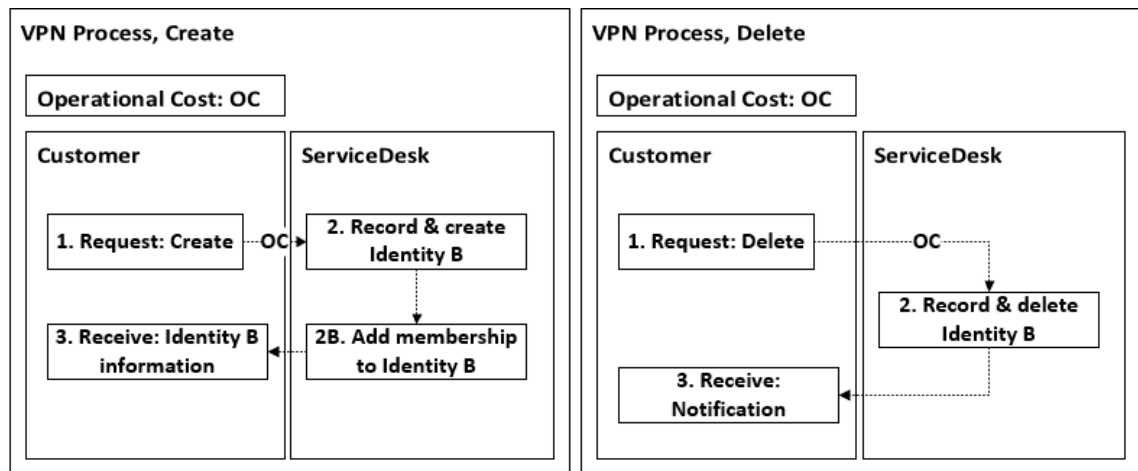 VPN Process, Create
Operational Cost: OC
Customer
ServiceDesk
1. Request: Create
OC
2. Record & create
Identity B
2B. Add membership
to Identity B
3. Receive: Identity B
information
VPN Process, Delete
Operational Cost: OC
Customer
ServiceDesk
1. Request: Delete
OC
2. Record & delete
Identity B
3. Receive:
Notification